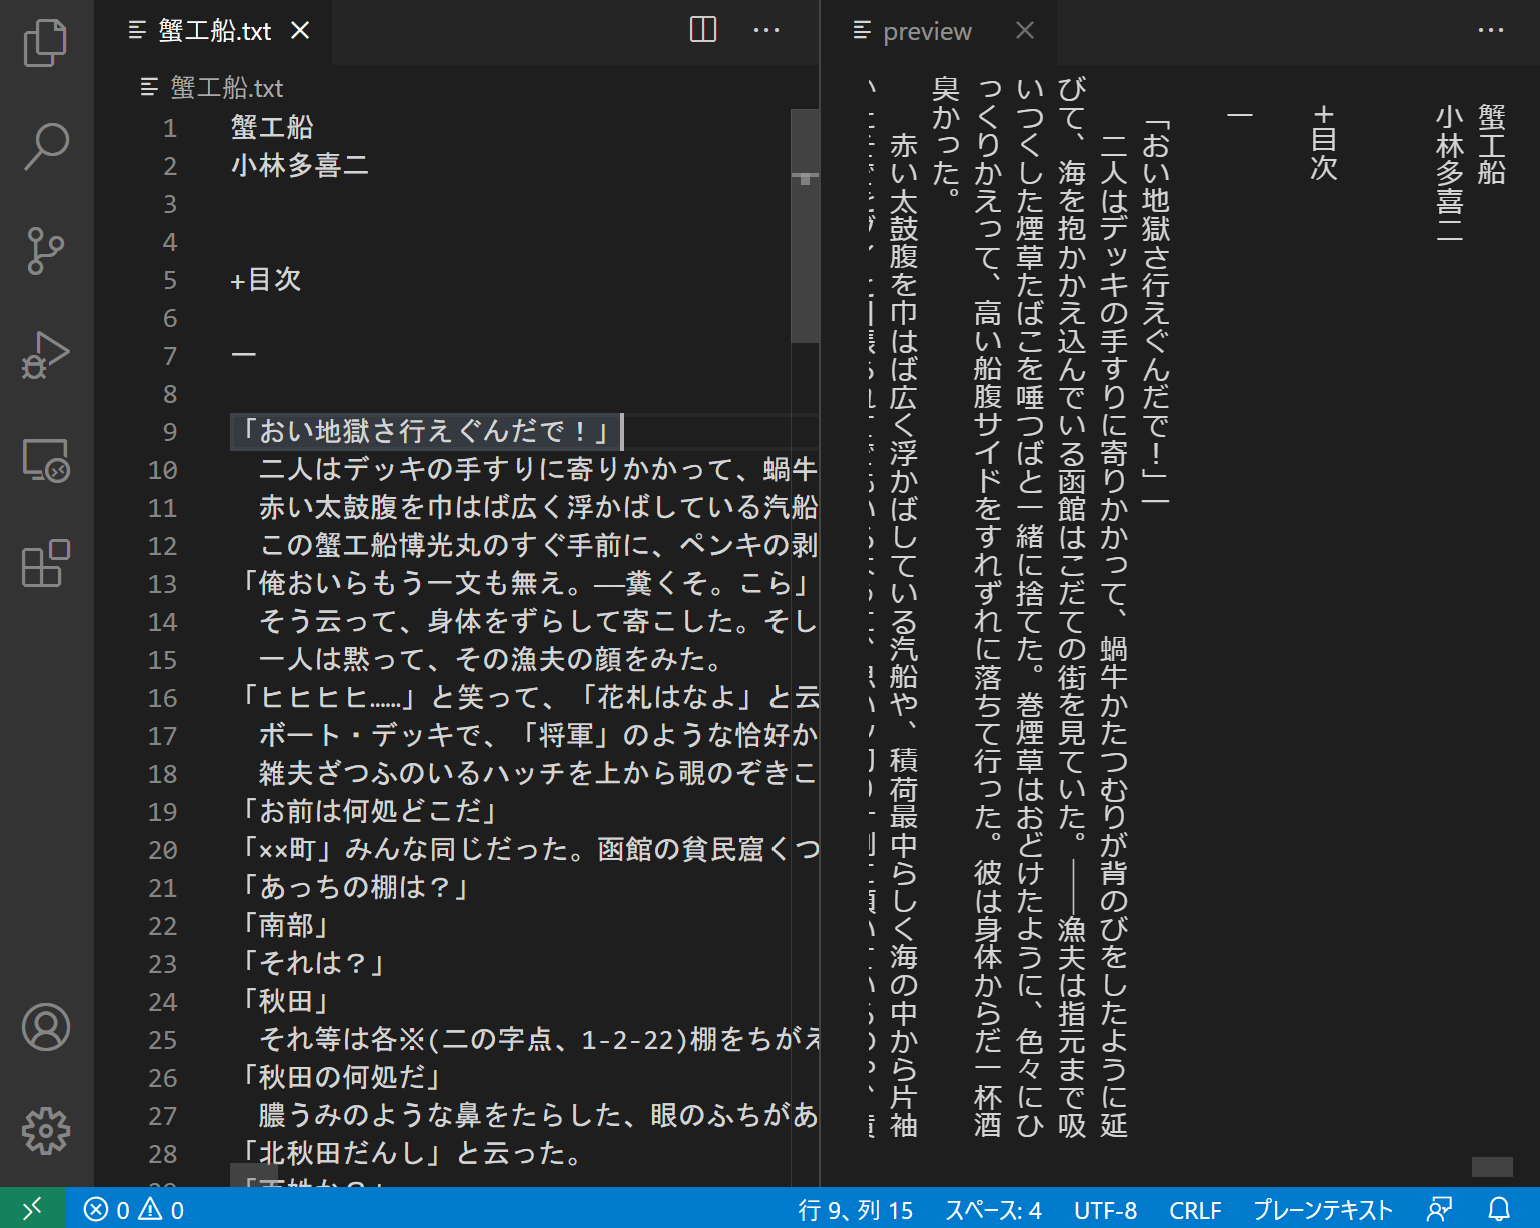 蟹工船.txt
preview
蟹工船.txt
1 蟹工船
2 小林多喜二
3
4
5 +目次
6
7 一
8
9 「おい地獄さ行えぐんだで！」
10 　二人はデッキの手すりに寄りかかって、蝸牛
11 　赤い太鼓腹を巾はば広く浮かばしている汽船
12 　この蟹工船博光丸のすぐ手前に、ペンキの剥
13 「俺おいらもう一文も無え。――糞くそ。こら」
14 　そう云って、身体をずらして寄こした。そし
15 　一人は黙って、その漁夫の顔をみた。
16 「ヒヒヒヒ……」と笑って、「花札はなよ」と云
17 　ボート・デッキで、「将軍」のような恰好か
18 　雑夫ざつふのいるハッチを上から覗のぞきこ
19 「お前は何処どこだ」
20 「××町」みんな同じだった。函館の貧民窟くつ
21 「あっちの棚は？」
22 「南部」
23 「それは？」
24 「秋田」
25 　それ等は各※(二の字点、1-2-22)棚をちがえ
26 「秋田の何処だ」
27 　膿うみのような鼻をたらした、眼のふちがあ
28 「北秋田だんし」と云った。
蟹工船
小林多喜二
+目次
一
「おい地獄さ行えぐんだで！」
　二人はデッキの手すりに寄りかかって、蝸牛かたつむりが背のびをしたように延
びて、海を抱かかえ込んでいる函館はこだての街を見ていた。――漁夫は指元まで吸
いつくした煙草たばこを唾つばと一緒に捨てた。巻煙草はおどけたように、色々にひ
っくりかえって、高い船腹サイドをすれずれに落ちて行った。彼は身体からだ一杯酒
臭かった。
　赤い太鼓腹を巾はば広く浮かばしている汽船や、積荷最中らしく海の中から片袖
0 0
行 9、列 15
スペース: 4
UTF-8
CRLF
プレーンテキスト